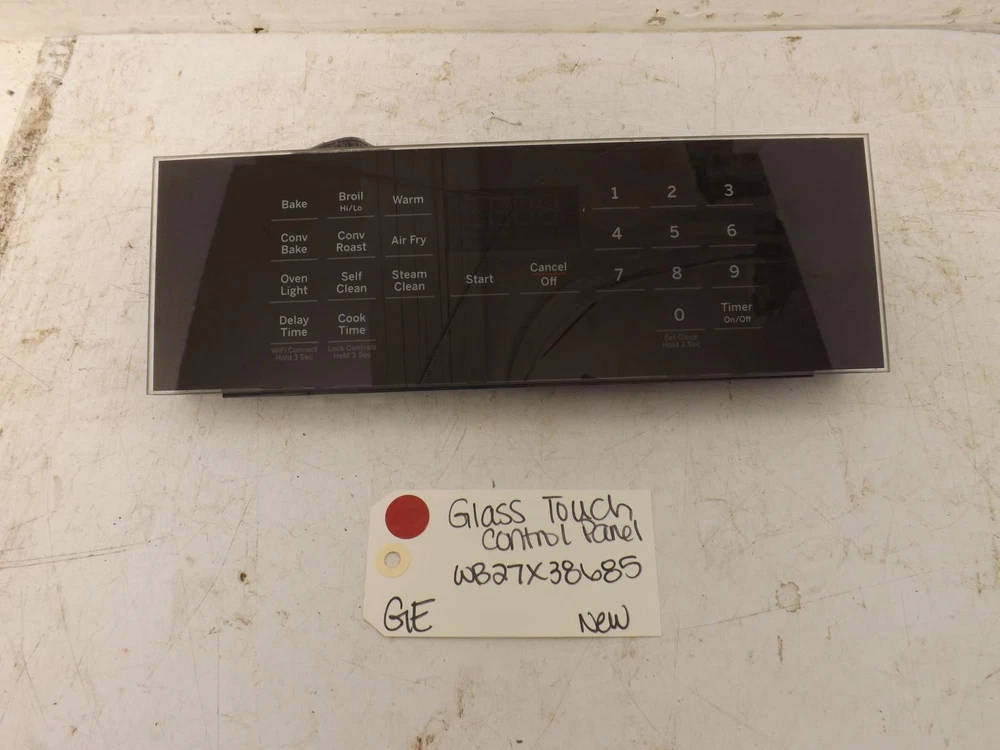 Bake
Broil
Hi/Lo
Warm
Conv
Bake
Conv
Roast
Air Fry
Oven
Light
Self
Clean
Steam
Clean
Delay
Time
Cook
Time
WiFi Connect
Hold 3 Sec
Lock Controls
Hold 3 Sec
Start
Cancel
Off
1 2 3
4 5 6
7 8 9
0
Timer
On/Off
Set Clock
Hold 3 Sec
Glass Touch
Control Panel
WB27X38685
GE New